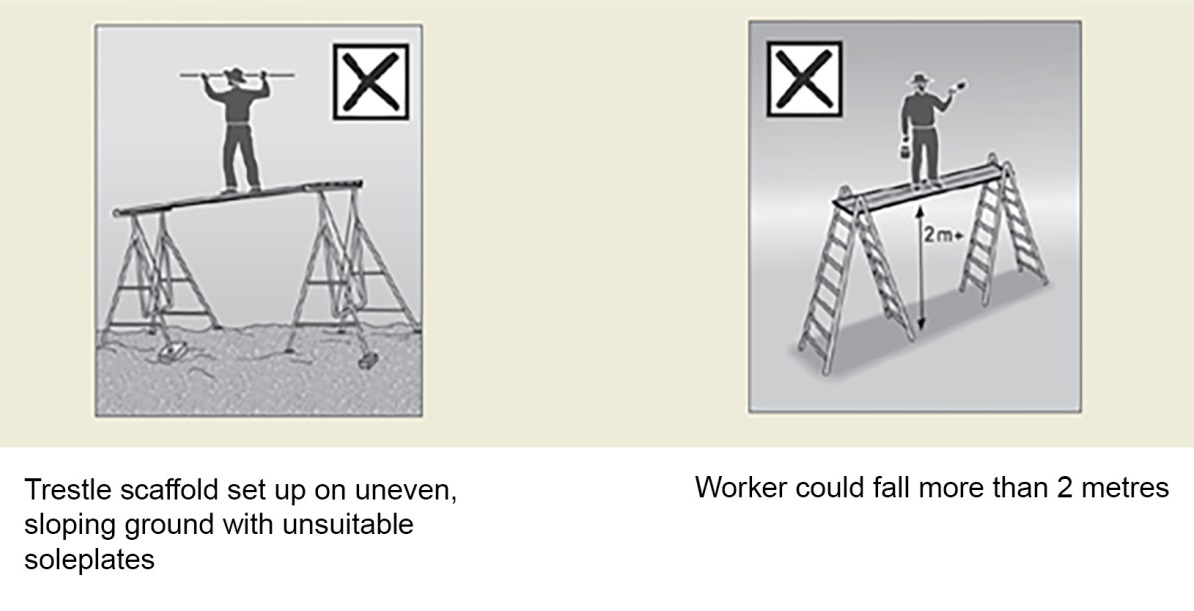 2m+
Trestle scaffold set up on uneven,
sloping ground with unsuitable
soleplates
Worker could fall more than 2 metres